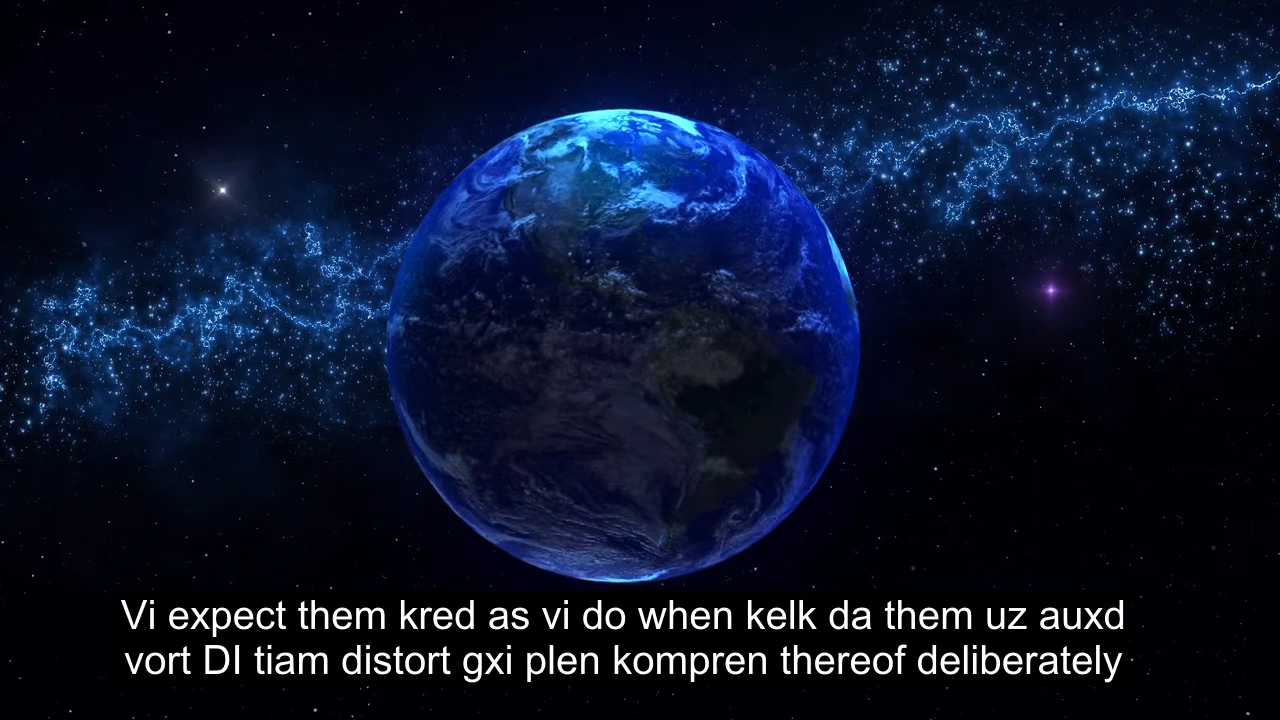 Vi expect them kred as vi do when kelk da them uz auxd
vort DI tiam distort gxi plen kompren thereof deliberately